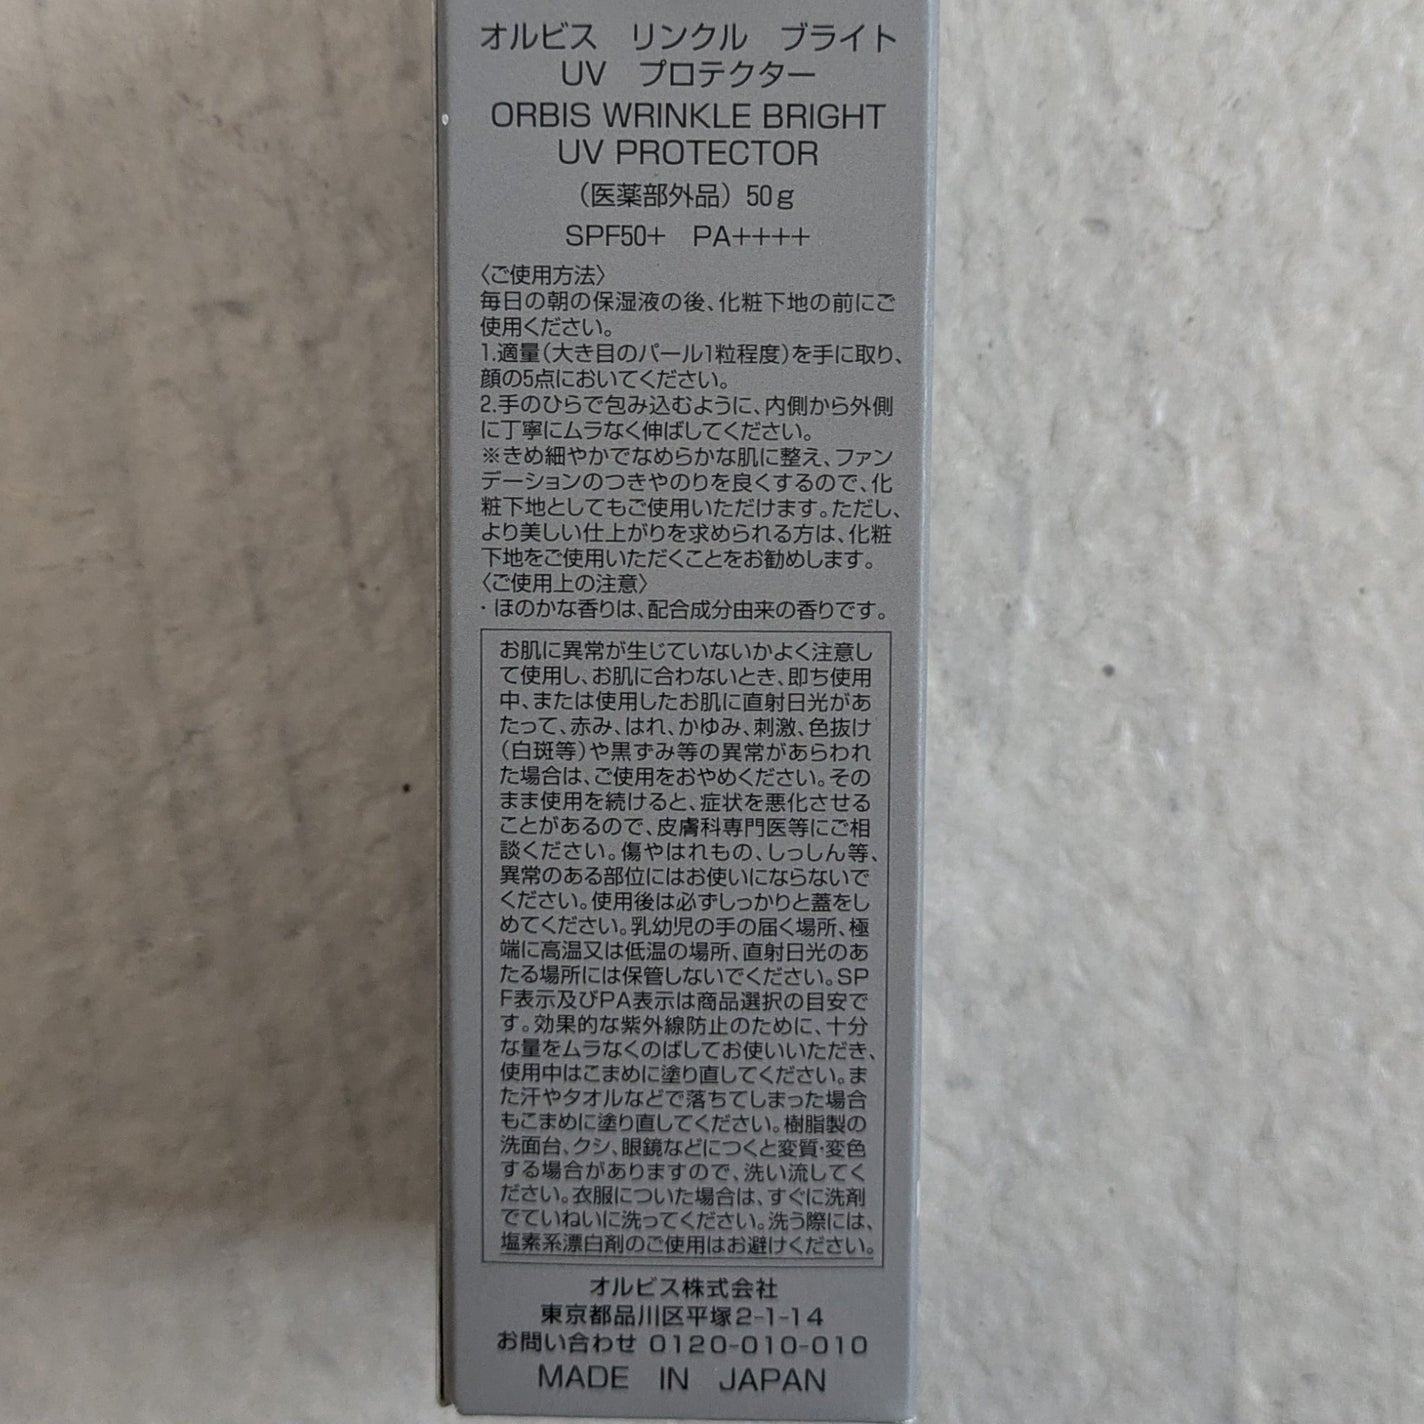 オルビス　リンクル　ブライト
UV　プロテクター
ORBIS WRINKLE BRIGHT
UV PROTECTOR
（医薬部外品）50g
SPF50+　PA++++
〈ご使用方法〉
毎日の朝の保湿液の後、化粧下地の前にご
使用ください。
1.適量（大き目のパール1粒程度）を手に取り、
顔の5点においてください。
2.手のひらで包み込むように、内側から外側
に丁寧にムラなく伸ばしてください。
※きめ細やかでなめらかな肌に整え、ファン
デーションのつきやのりを良くするので、化
粧下地としてもご使用いただけます。ただし、
より美しい仕上がりを求められる方は、化粧
下地をご使用いただくことをお勧めします。
〈ご使用上の注意〉
・ほのかな香りは、配合成分由来の香りです。
お肌に異常が生じていないかよく注意し
て使用し、お肌に合わないとき、即ち使用
中、または使用したお肌に直射日光があ
たって、赤み、はれ、かゆみ、刺激、色抜け
（白斑等）や黒ずみ等の異常があらわれ
た場合は、ご使用をおやめください。その
まま使用を続けると、症状を悪化させる
ことがあるので、皮膚科専門医等にご相
談ください。傷やはれもの、しっしん等、
異常のある部位にはお使いにならないで
ください。使用後は必ずしっかりと蓋をし
めてください。乳幼児の手の届く場所、極
端に高温又は低温の場所、直射日光のあ
たる場所には保管しないでください。SP
F表示及びPA表示は商品選択の目安で
す。効果的な紫外線防止のために、十分
な量をムラなくのばしてお使いいただき、
使用中はこまめに塗り直してください。ま
た汗やタオルなどで落ちてしまった場合
もこまめに塗り直してください。樹脂製の
洗面台、クシ、眼鏡などにつくと変質・変色
する場合がありますので、洗い流してく
ださい。衣服についた場合は、すぐに洗剤
でていねいに洗ってください。洗う際には、
塩素系漂白剤のご使用はお避けください。
オルビス株式会社
東京都品川区平塚2-1-14
お問い合わせ 0120-010-010
MADE IN JAPAN